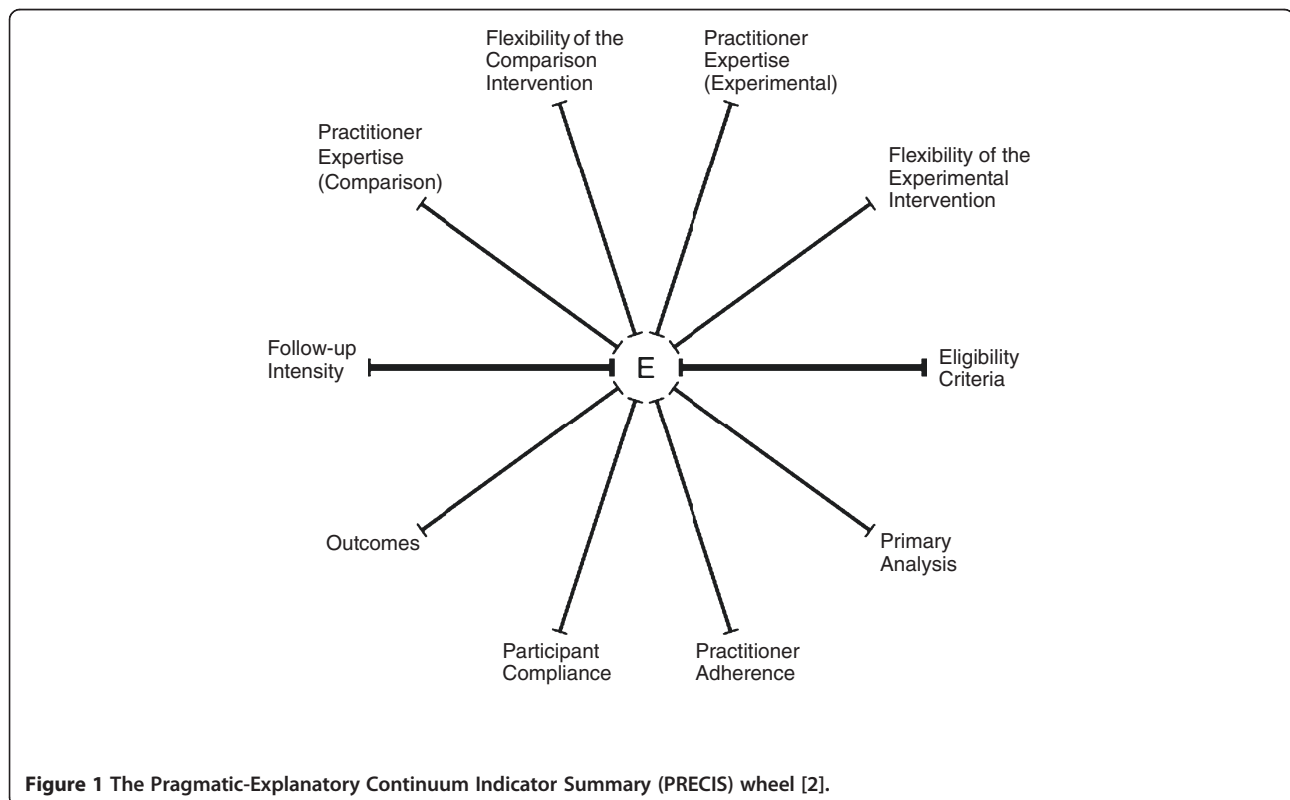 Flexibility of the
Comparison
Intervention
Practitioner
Expertise
(Experimental)
Practitioner
Expertise
(Comparison)
Flexibility of the
Experimental
Intervention
Follow-up
Intensity
E
Eligibility
Criteria
Outcomes
Primary
Analysis
Participant
Compliance
Practitioner
Adherence
Figure 1 The Pragmatic-Explanatory Continuum Indicator Summary (PRECIS) wheel [2].